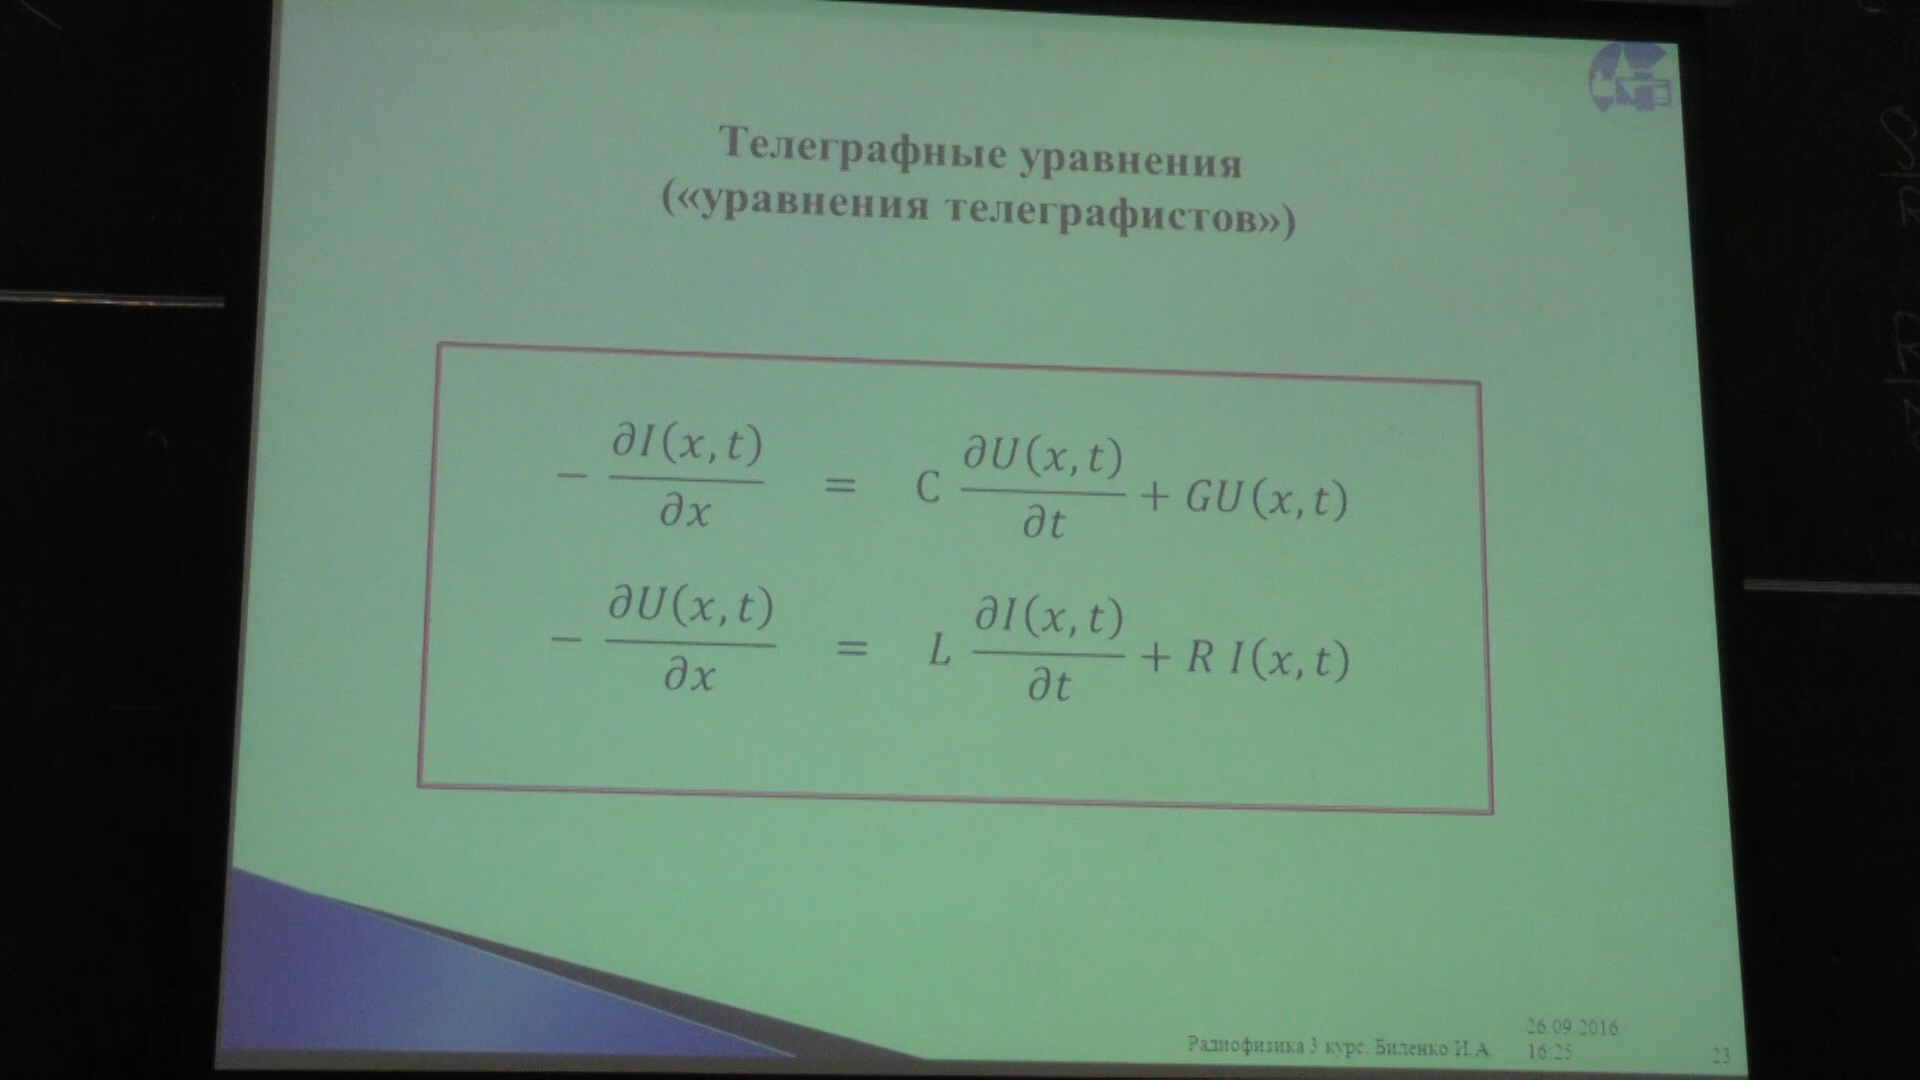 Телеграфные уравнения
(«уравнения телеграфистов»)
− ∂I(x,t)/∂x = C ∂U(x,t)/∂t + GU(x,t)
− ∂U(x,t)/∂x = L ∂I(x,t)/∂t + R I(x,t)
Радиофизика 3 курс. Биленко И.А.
26.09.2016
16:25
23